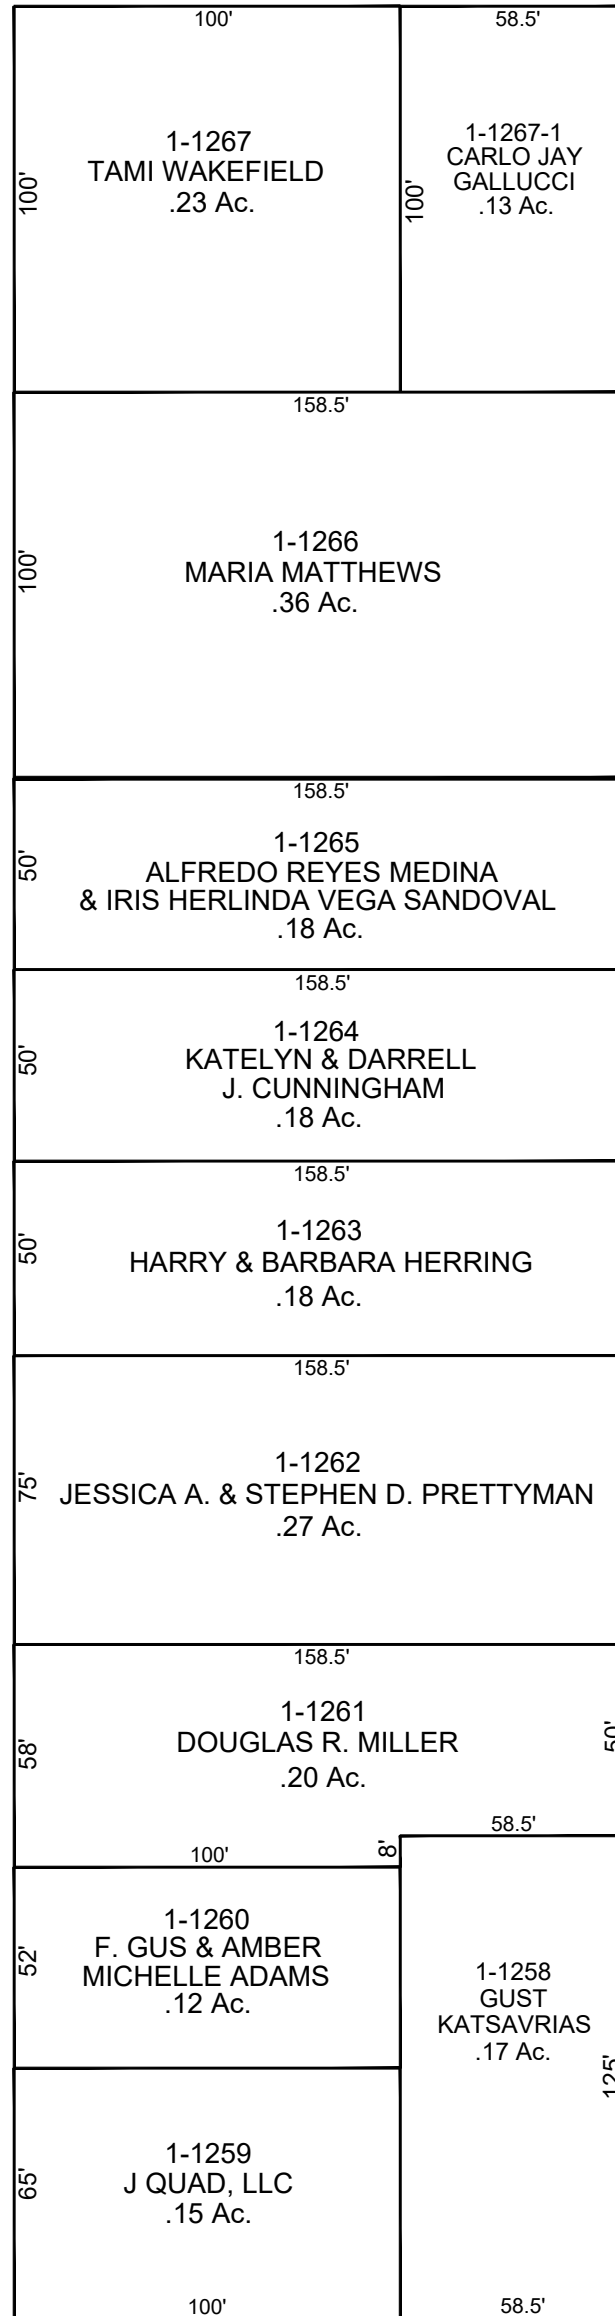 100'
58.5'
100'
1-1267
TAMI WAKEFIELD
.23 Ac.
100'
1-1267-1
CARLO JAY
GALLUCCI
.13 Ac.
158.5'
100'
1-1266
MARIA MATTHEWS
.36 Ac.
158.5'
50'
1-1265
ALFREDO REYES MEDINA
& IRIS HERLINDA VEGA SANDOVAL
.18 Ac.
158.5'
50'
1-1264
KATELYN & DARRELL
J. CUNNINGHAM
.18 Ac.
158.5'
50'
1-1263
HARRY & BARBARA HERRING
.18 Ac.
158.5'
75'
1-1262
JESSICA A. & STEPHEN D. PRETTYMAN
.27 Ac.
158.5'
58'
1-1261
DOUGLAS R. MILLER
.20 Ac.
50'
58.5'
100'
8'
52'
1-1260
F. GUS & AMBER
MICHELLE ADAMS
.12 Ac.
1-1258
GUST
KATSAVRIAS
.17 Ac.
125'
65'
1-1259
J QUAD, LLC
.15 Ac.
100'
58.5'